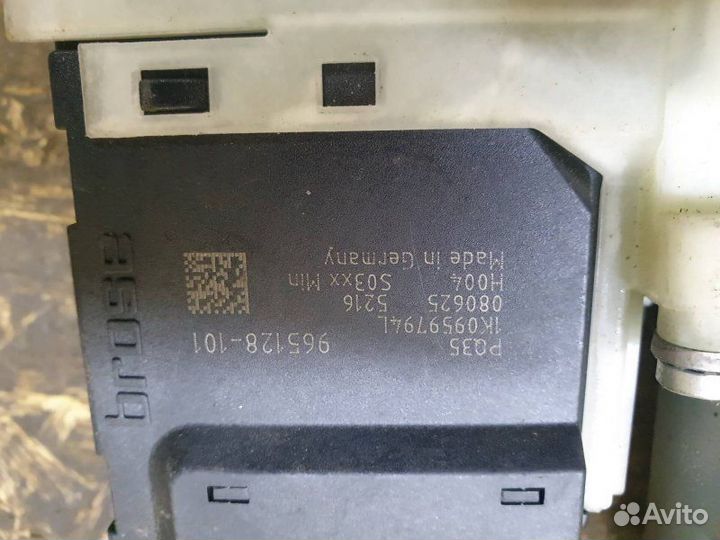 PQ35 965128-101
1K0959794L
080625 5216
H004 S03xx Min
Made in Germany
brose
Avito